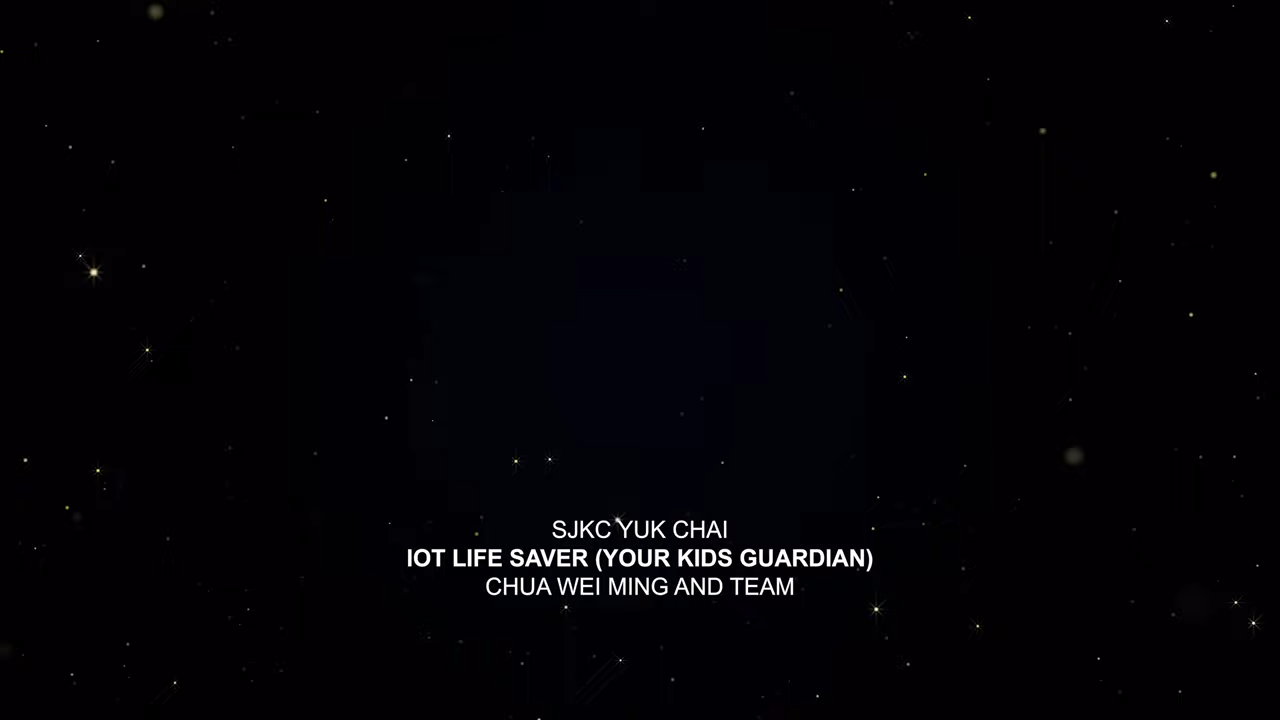 SJKC YUK CHAI
IOT LIFE SAVER (YOUR KIDS GUARDIAN)
CHUA WEI MING AND TEAM